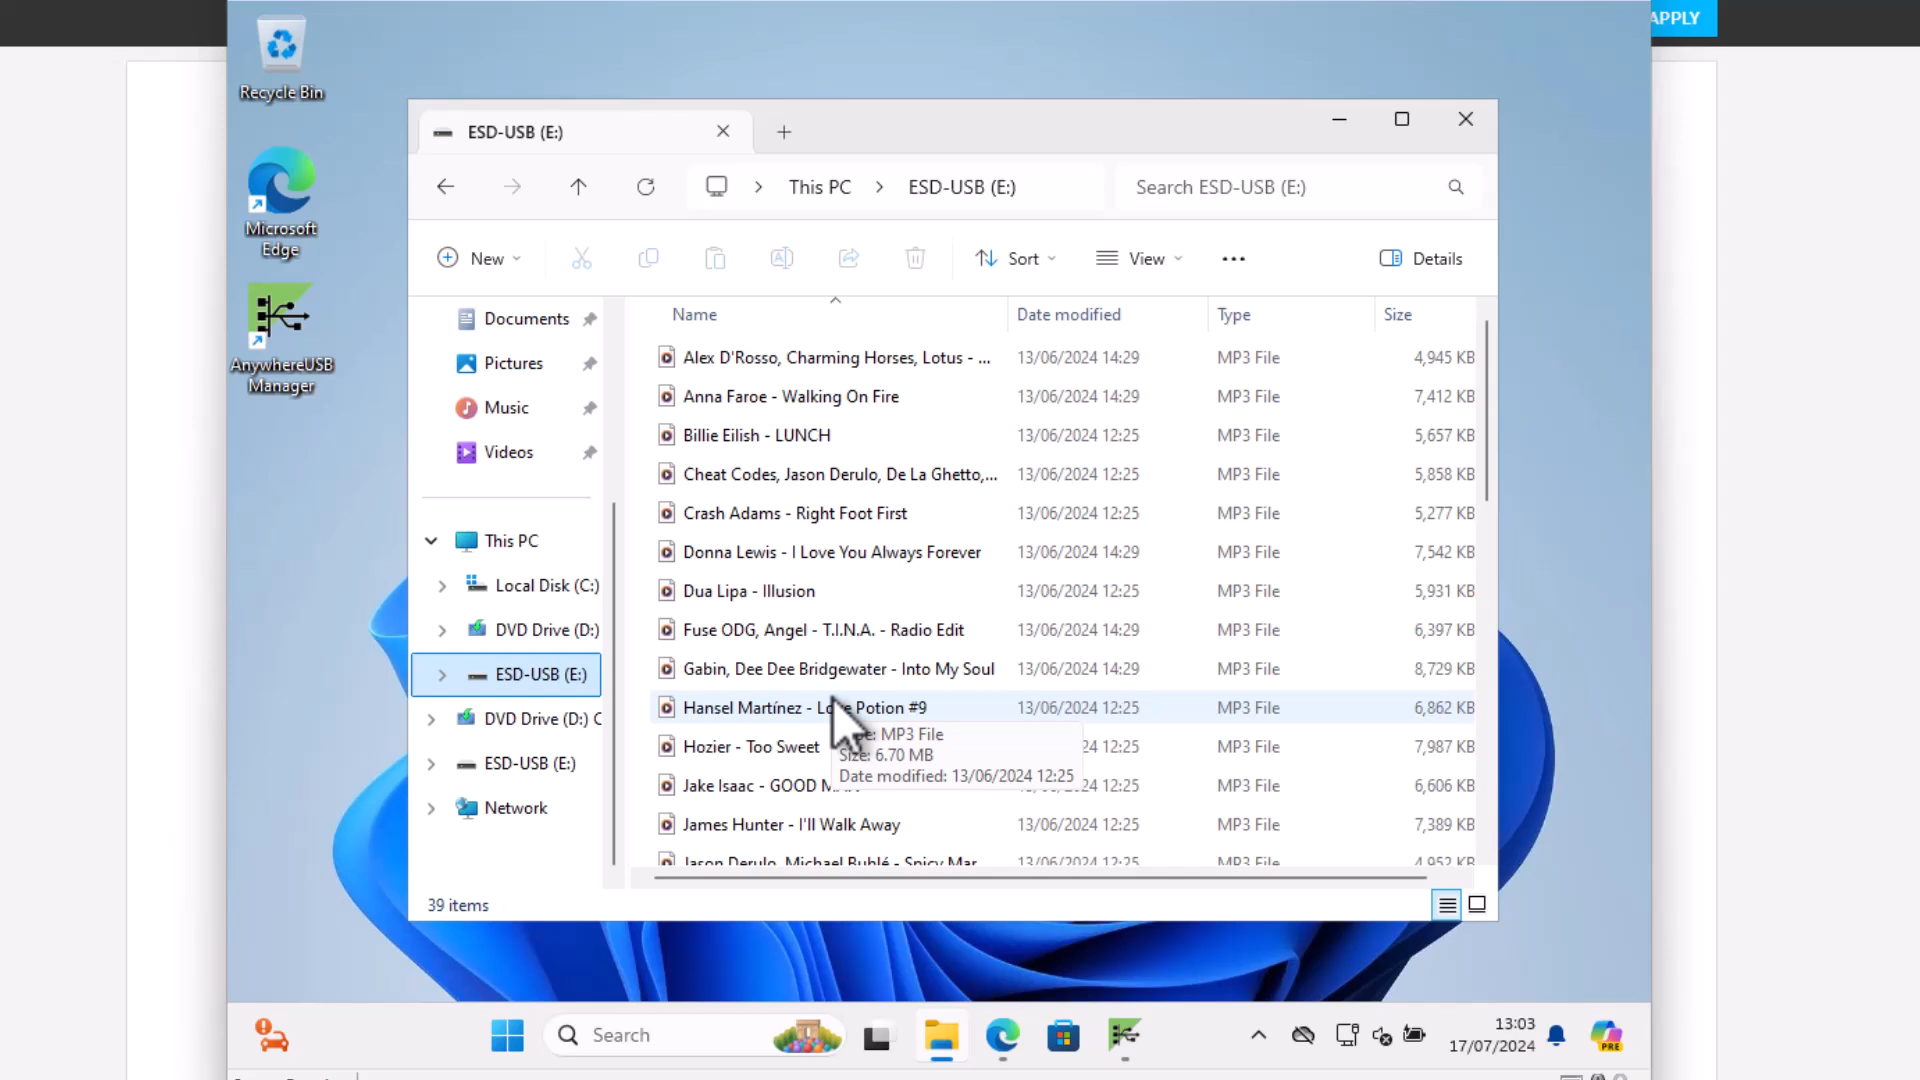 APPLY
Recycle Bin
Microsoft
Edge
AnywhereUSB
Manager
ESD-USB (E:)
This PC
ESD-USB (E:)
Search ESD-USB (E:)
New
Sort
View
Details
Documents
Pictures
Music
Videos
This PC
Local Disk (C:)
DVD Drive (D:)
ESD-USB (E:)
DVD Drive (D:) C
ESD-USB (E:)
Network
Name Date modified Type Size
Alex D'Rosso, Charming Horses, Lotus - ... 13/06/2024 14:29 MP3 File 4,945 KB
Anna Faroe - Walking On Fire 13/06/2024 14:29 MP3 File 7,412 KB
Billie Eilish - LUNCH 13/06/2024 12:25 MP3 File 5,657 KB
Cheat Codes, Jason Derulo, De La Ghetto,... 13/06/2024 12:25 MP3 File 5,858 KB
Crash Adams - Right Foot First 13/06/2024 12:25 MP3 File 5,277 KB
Donna Lewis - I Love You Always Forever 13/06/2024 14:29 MP3 File 7,542 KB
Dua Lipa - Illusion 13/06/2024 12:25 MP3 File 5,931 KB
Fuse ODG, Angel - T.I.N.A. - Radio Edit 13/06/2024 14:29 MP3 File 6,397 KB
Gabin, Dee Dee Bridgewater - Into My Soul 13/06/2024 14:29 MP3 File 8,729 KB
Hansel Martínez - Love Potion #9 13/06/2024 12:25 MP3 File 6,862 KB
Hozier - Too Sweet 24 12:25 MP3 File 7,987 KB
Jake Isaac - GOOD 24 12:25 MP3 File 6,606 KB
James Hunter - I'll Walk Away 13/06/2024 12:25 MP3 File 7,389 KB
Jason Derulo, Michael Bublé - Spicy Mar 13/06/2024 12:25 MP3 File 4,952 KB
MP3 File
Size: 6.70 MB
Date modified: 13/06/2024 12:25
39 items
Search
13:03
17/07/2024
PRE